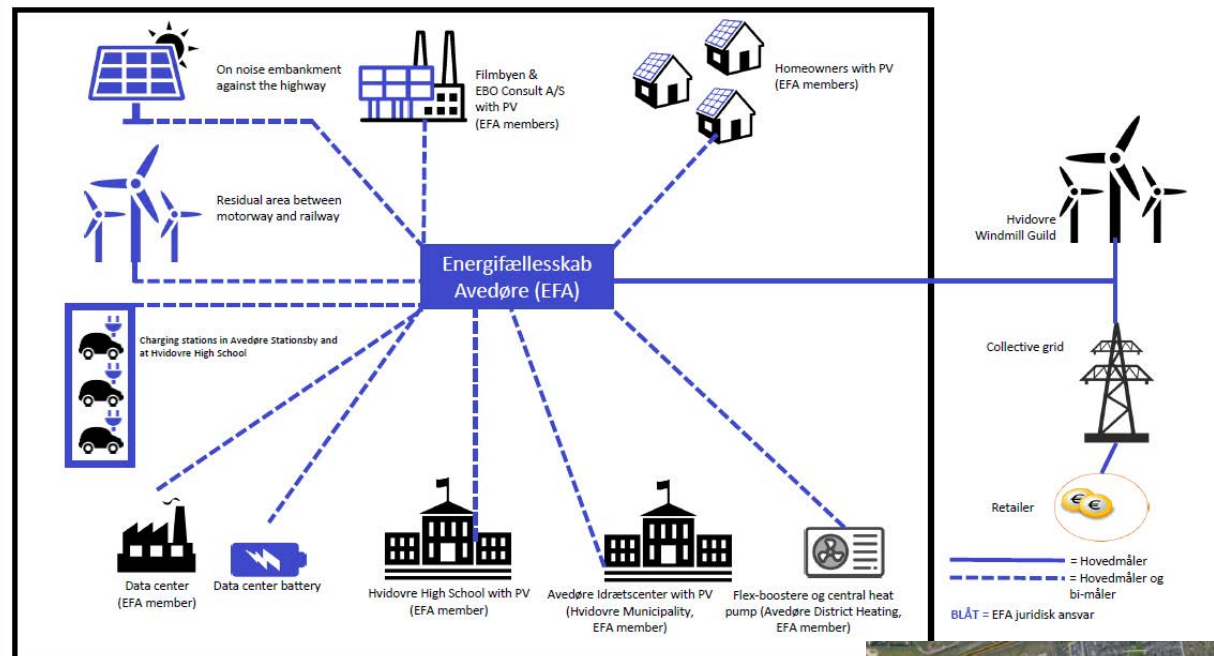 On noise embankment
against the highway
Filmbyen &
EBO Consult A/S
with PV
(EFA members)
Homeowners with PV
(EFA members)
Residual area between
motorway and railway
Hvidovre
Windmill Guild
Energifællesskab
Avedøre (EFA)
Charging stations in Avedøre Stationsby and
at Hvidovre High School
Collective grid
Retailer
€
€
Data center
(EFA member)
Data center battery
Hvidovre High School with PV
(EFA member)
Avedøre Idrætscenter with PV
(Hvidovre Municipality,
EFA member)
Flex-boostere og central heat
pump (Avedøre District Heating,
EFA member)
= Hovedmåler
= Hovedmåler og
bi-måler
BLÅT = EFA juridisk ansvar